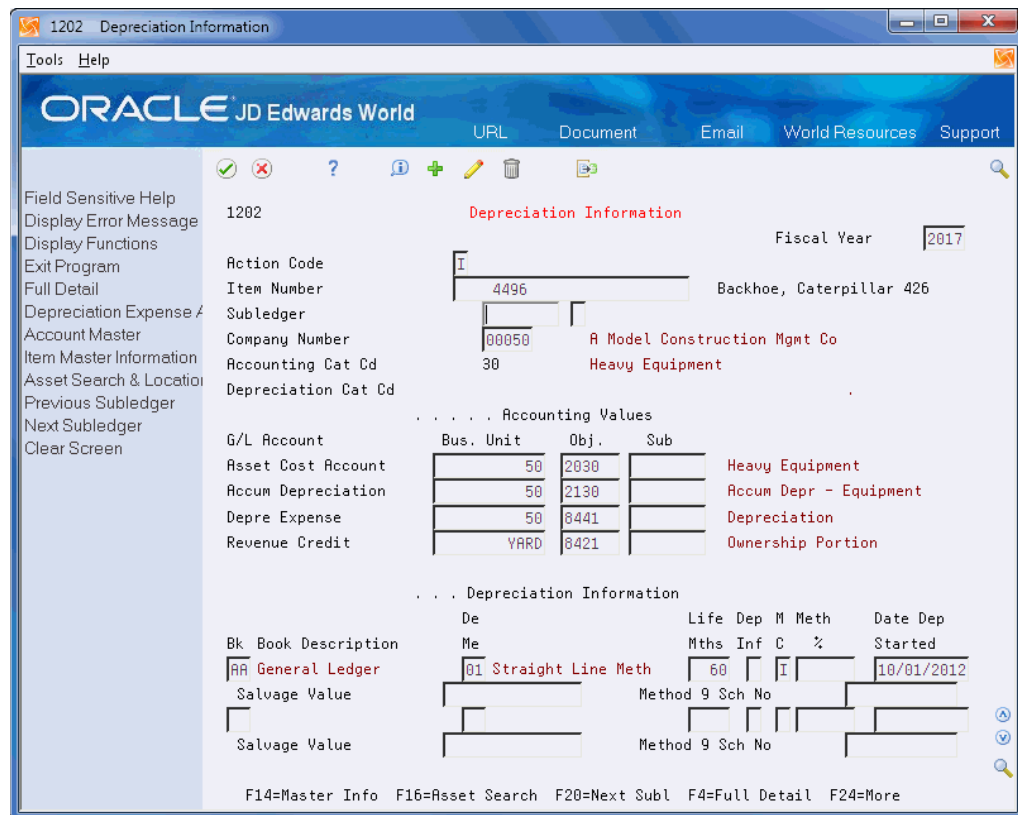 1202 Depreciation Information
Tools Help
ORACLE JD Edwards World
URL Document Email World Resources Support
?
Field Sensitive Help
Display Error Message
Display Functions
Exit Program
Full Detail
Depreciation Expense A
Account Master
Item Master Information
Asset Search & Location
Previous Subledger
Next Subledger
Clear Screen
1202 Depreciation Information
Fiscal Year 2017
Action Code I
Item Number 4496 Backhoe, Caterpillar 426
Subledger
Company Number 00050 A Model Construction Mgmt Co
Accounting Cat Cd 30 Heavy Equipment
Depreciation Cat Cd .
. . . . . Accounting Values
G/L Account Bus. Unit Obj. Sub
Asset Cost Account 50 2030 Heavy Equipment
Accum Depreciation 50 2130 Accum Depr - Equipment
Depre Expense 50 8441 Depreciation
Revenue Credit YARD 8421 Ownership Portion
. . . Depreciation Information
De Life Dep M Meth Date Dep
Bk Book Description Me Mths Inf C % Started
AA General Ledger 01 Straight Line Meth 60 I 10/01/2012
Salvage Value Method 9 Sch No
Salvage Value Method 9 Sch No
F14=Master Info F16=Asset Search F20=Next Subl F4=Full Detail F24=More